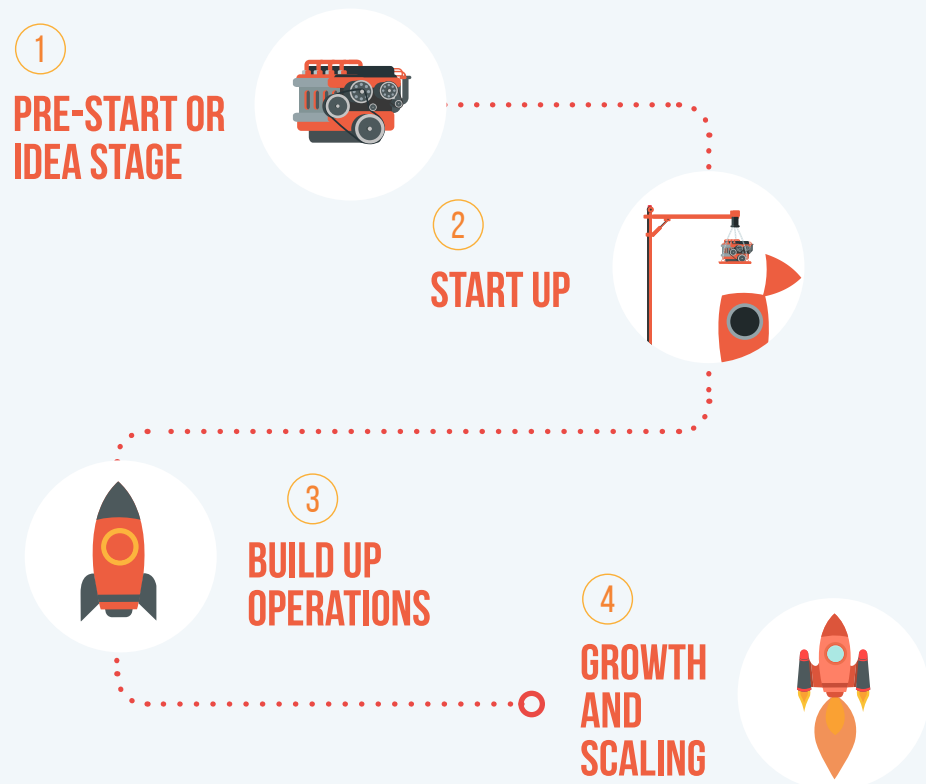 1
PRE-START OR
IDEA STAGE
2
START UP
3
BUILD UP
OPERATIONS
4
GROWTH
AND
SCALING